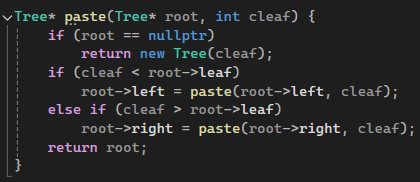 Tree* paste(Tree* root, int cleaf) {
    if (root == nullptr)
        return new Tree(cleaf);
    if (cleaf < root->leaf)
        root->left = paste(root->left, cleaf);
    else if (cleaf > root->leaf)
        root->right = paste(root->right, cleaf);
    return root;
}